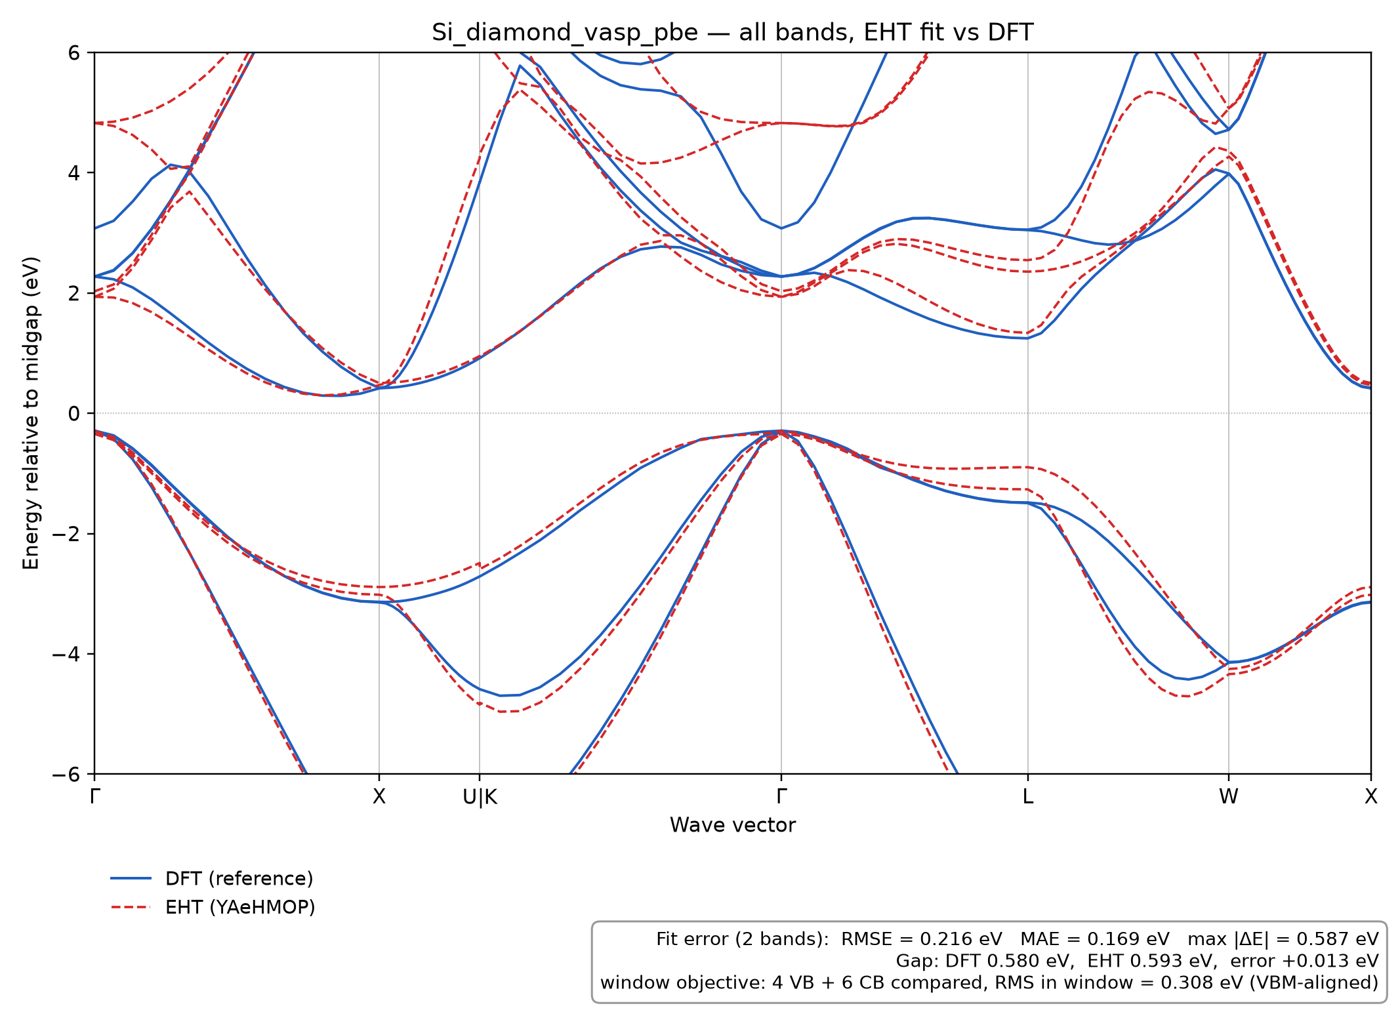 Si_diamond_vasp_pbe — all bands, EHT fit vs DFT
Energy relative to midgap (eV)
6
4
2
0
−2
−4
−6
Γ X U|K Γ L W X
Wave vector
DFT (reference)
EHT (YAeHMOP)
Fit error (2 bands): RMSE = 0.216 eV MAE = 0.169 eV max |ΔE| = 0.587 eV
Gap: DFT 0.580 eV, EHT 0.593 eV, error +0.013 eV
window objective: 4 VB + 6 CB compared, RMS in window = 0.308 eV (VBM-aligned)